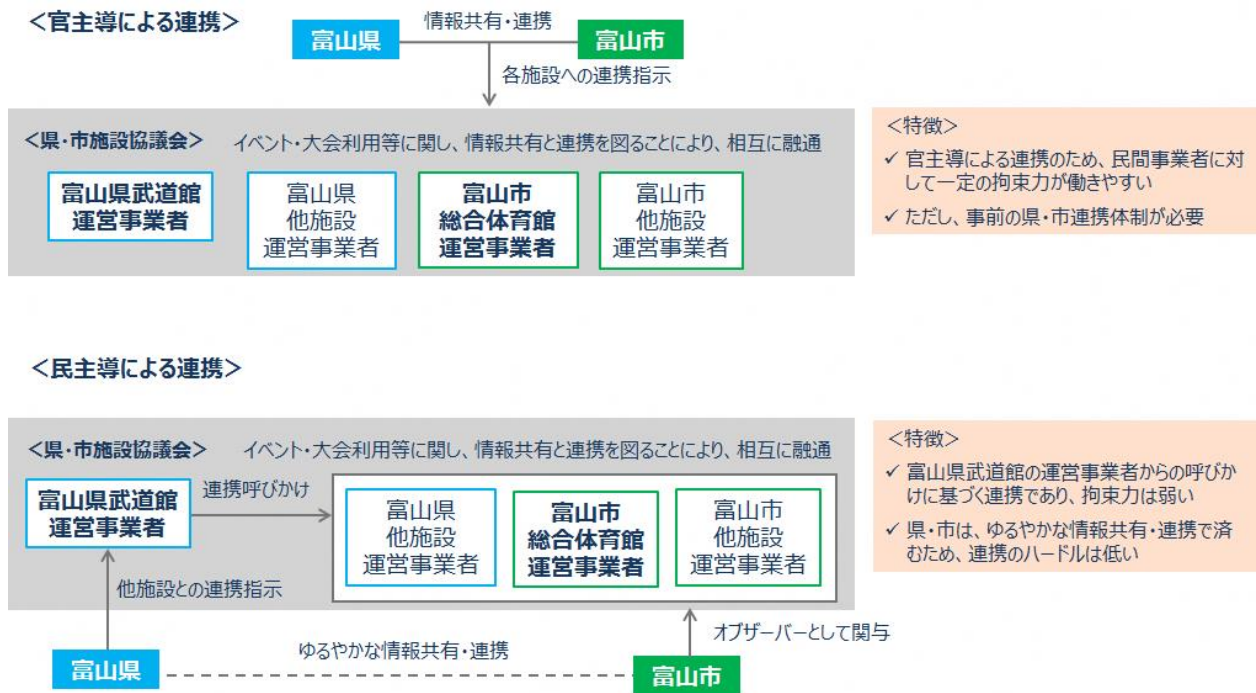 ＜官主導による連携＞
富山県
情報共有・連携
富山市
各施設への連携指示
＜県・市施設協議会＞
イベント・大会利用等に関し、情報共有と連携を図ることにより、相互に融通
富山県武道館
運営事業者
富山県
他施設
運営事業者
富山市
総合体育館
運営事業者
富山市
他施設
運営事業者
＜特徴＞
✓ 官主導による連携のため、民間事業者に対
して一定の拘束力が働きやすい
✓ ただし、事前の県・市連携体制が必要
＜民主導による連携＞
＜県・市施設協議会＞
イベント・大会利用等に関し、情報共有と連携を図ることにより、相互に融通
富山県武道館
運営事業者
連携呼びかけ
富山県
他施設
運営事業者
富山市
総合体育館
運営事業者
富山市
他施設
運営事業者
他施設との連携指示
オブザーバーとして関与
富山県
ゆるやかな情報共有・連携
富山市
＜特徴＞
✓ 富山県武道館の運営事業者からの呼びか
けに基づく連携であり、拘束力は弱い
✓ 県・市は、ゆるやかな情報共有・連携で済
むため、連携のハードルは低い